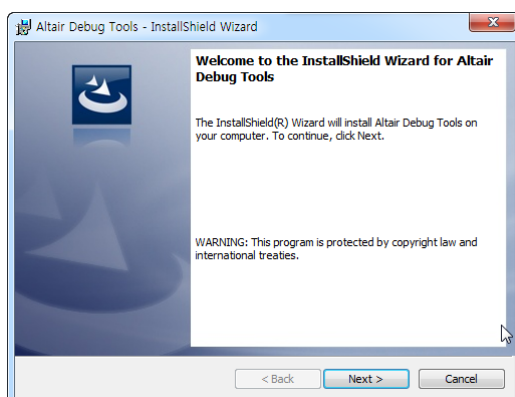 Altair Debug Tools - InstallShield Wizard
Welcome to the InstallShield Wizard for Altair
Debug Tools
The InstallShield(R) Wizard will install Altair Debug Tools on
your computer. To continue, click Next.
WARNING: This program is protected by copyright law and
international treaties.
< Back
Next >
Cancel